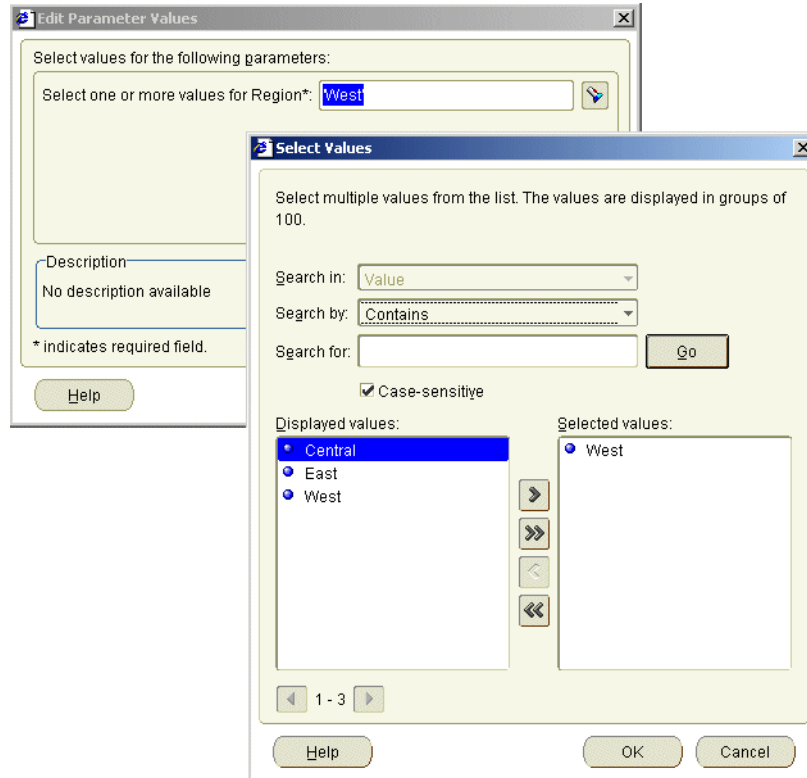 Edit Parameter Values
Select values for the following parameters:
Select one or more values for Region*: 'West'
Description
No description available
* indicates required field.
Help
Select Values
Select multiple values from the list. The values are displayed in groups of
100.
Search in: Value
Search by: Contains
Search for:
Go
Case-sensitive
Displayed values:
Central
East
West
Selected values:
West
1 - 3
Help
OK
Cancel